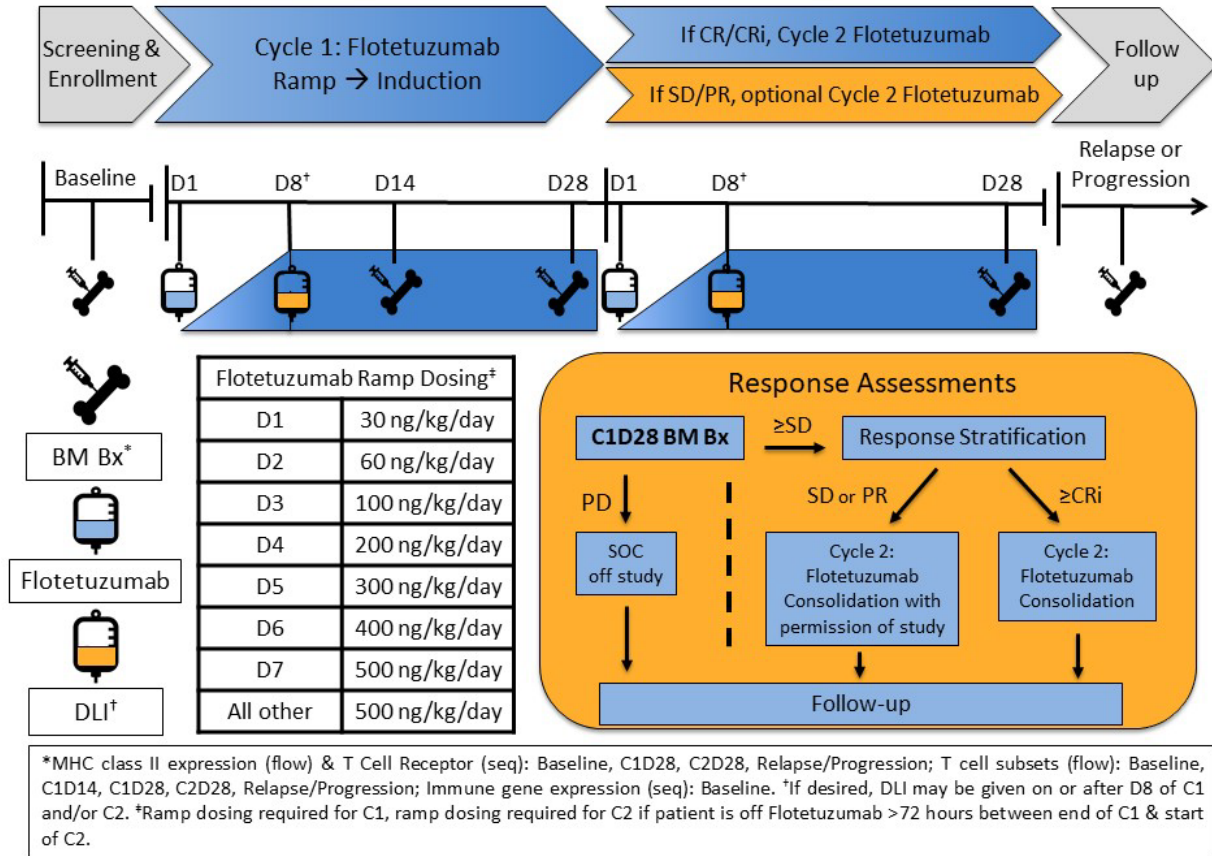 Screening &
Enrollment
Cycle 1: Flotetuzumab
Ramp → Induction
If CR/CRi, Cycle 2 Flotetuzumab
If SD/PR, optional Cycle 2 Flotetuzumab
Follow
up
Baseline
D1
D8†
D14
D28
D1
D8†
D28
Relapse or
Progression
BM Bx*
Flotetuzumab
DLI†
Flotetuzumab Ramp Dosing‡
D1 30 ng/kg/day
D2 60 ng/kg/day
D3 100 ng/kg/day
D4 200 ng/kg/day
D5 300 ng/kg/day
D6 400 ng/kg/day
D7 500 ng/kg/day
All other 500 ng/kg/day
Response Assessments
C1D28 BM Bx
≥SD
Response Stratification
PD
SD or PR
≥CRi
SOC
off study
Cycle 2:
Flotetuzumab
Consolidation with
permission of study
Cycle 2:
Flotetuzumab
Consolidation
Follow-up
*MHC class II expression (flow) & T Cell Receptor (seq): Baseline, C1D28, C2D28, Relapse/Progression; T cell subsets (flow): Baseline,
C1D14, C1D28, C2D28, Relapse/Progression; Immune gene expression (seq): Baseline. †If desired, DLI may be given on or after D8 of C1
and/or C2. ‡Ramp dosing required for C1, ramp dosing required for C2 if patient is off Flotetuzumab >72 hours between end of C1 & start
of C2.